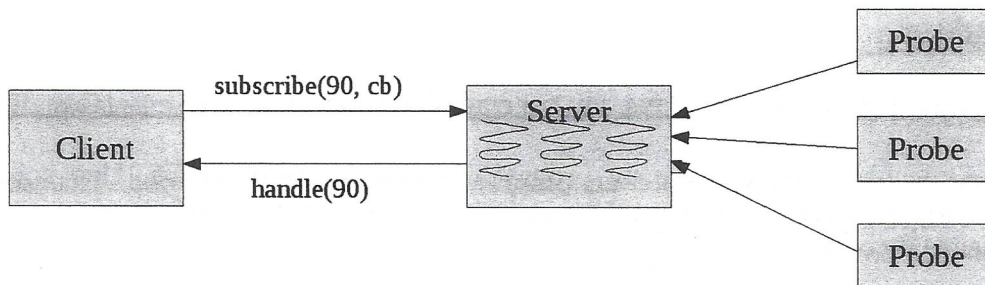 Probe
subscribe(90, cb)
Server
Client
Probe
handle(90)
Probe